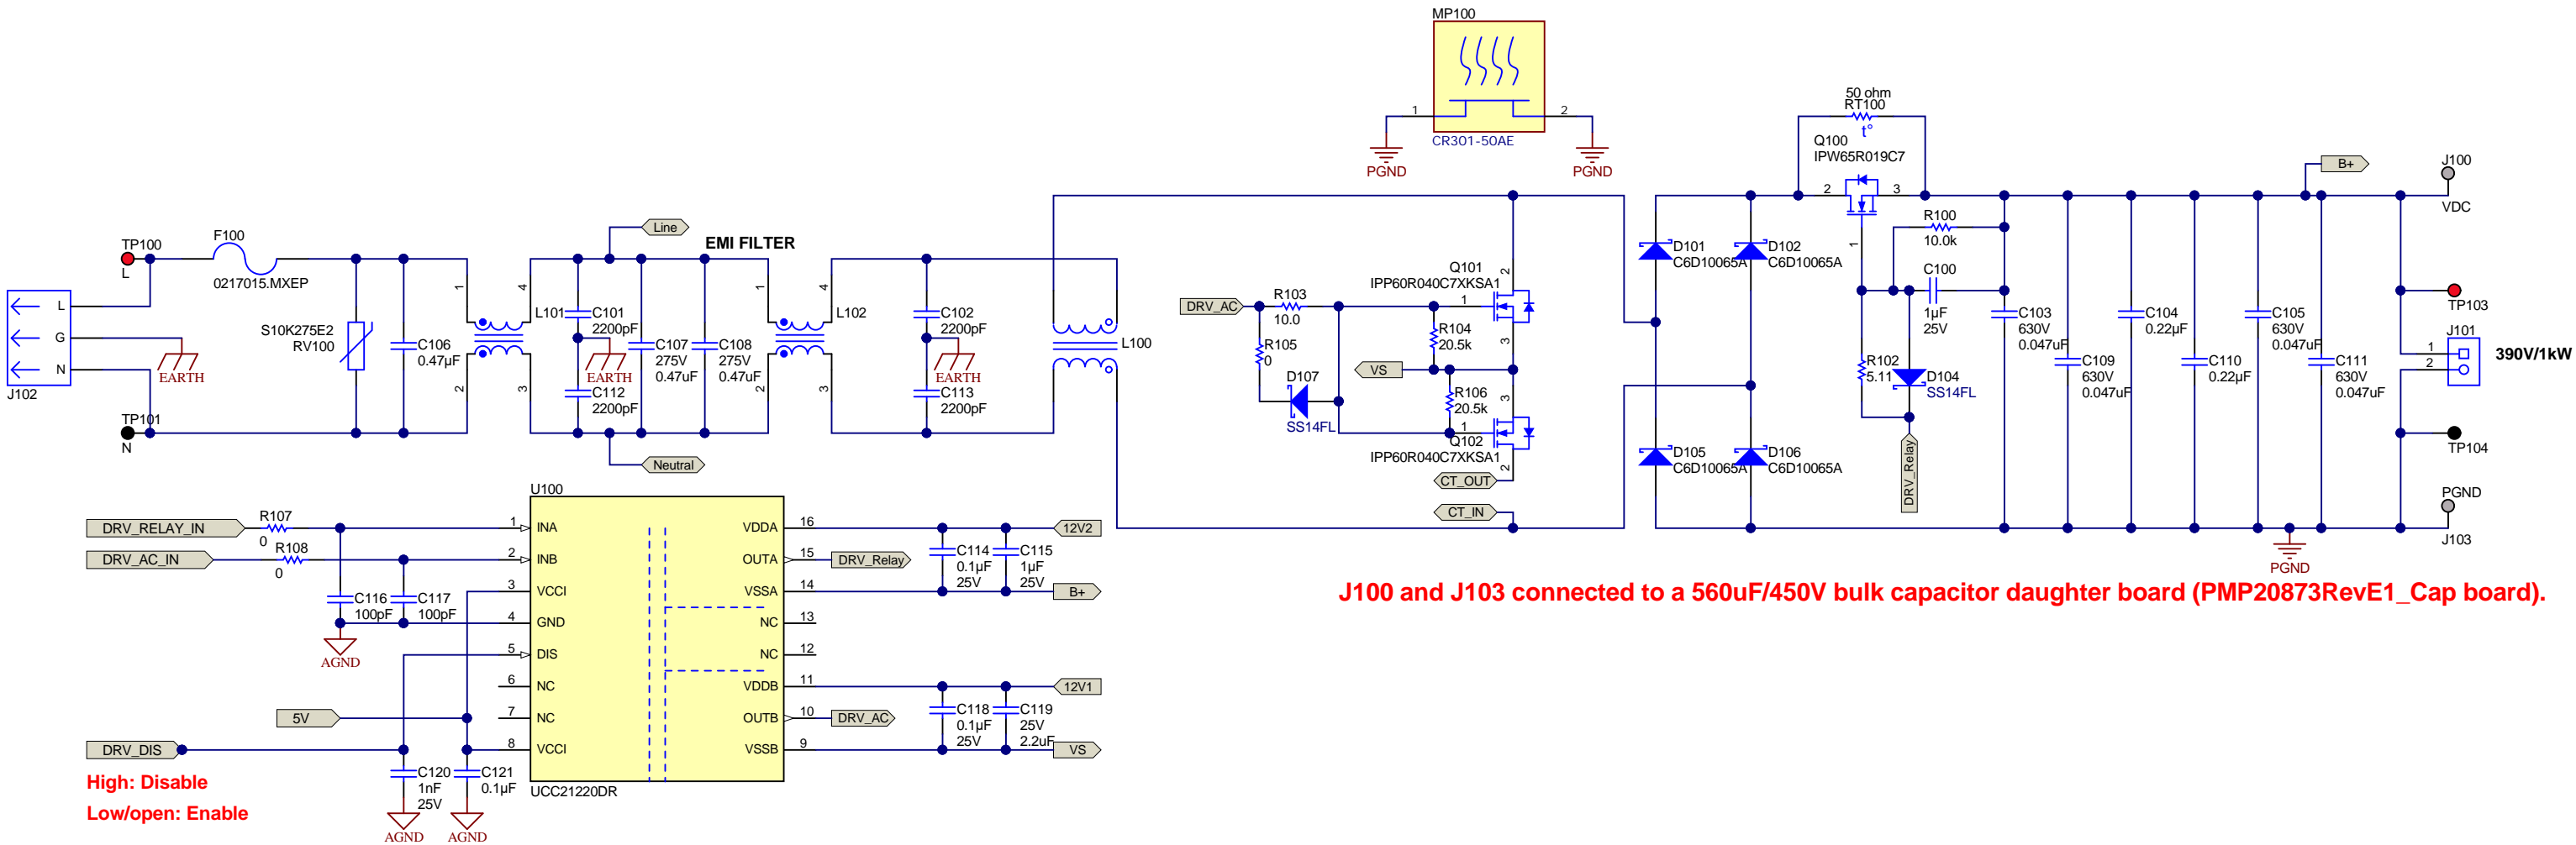 MP100
1
2
CR301-50AE
PGND
PGND
50 ohm
RT100
t°
Q100
IPW65R019C7
2
3
1
B+
J100
VDC
R100
10.0k
C100
1µF
25V
R102
5.11
D104
SS14FL
DRV_Relay
C103
630V
0.047uF
C109
630V
0.047uF
C104
0.22µF
C110
0.22µF
C105
630V
0.047uF
C111
630V
0.047uF
TP103
J101
1
2
390V/1kW
TP104
PGND
J103
PGND
TP100
L
F100
0217015.MXEP
L
G
N
J102
EARTH
TP101
N
S10K275E2
RV100
C106
0.47µF
1
4
L101
2
3
Line
EMI FILTER
C101
2200pF
EARTH
C112
2200pF
C107
275V
0.47uF
C108
275V
0.47uF
Neutral
1
4
L102
2
3
C102
2200pF
EARTH
C113
2200pF
L100
DRV_AC
R103
10.0
R105
0
D107
SS14FL
Q101
IPP60R040C7XKSA1
1
2
3
R104
20.5k
VS
R106
20.5k
3
1
Q102
IPP60R040C7XKSA1
2
CT_OUT
CT_IN
D101
C6D10065A
D102
C6D10065A
D105
C6D10065A
D106
C6D10065A
J100 and J103 connected to a 560uF/450V bulk capacitor daughter board (PMP20873RevE1_Cap board).
U100
DRV_RELAY_IN
R107
0
DRV_AC_IN
R108
0
C116
100pF
C117
100pF
AGND
5V
DRV_DIS
High: Disable
Low/open: Enable
C120
1nF
25V
AGND
C121
0.1µF
AGND
1 INA
2 INB
3 VCCI
4 GND
5 DIS
6 NC
7 NC
8 VCCI
VDDA 16
OUTA 15
VSSA 14
NC 13
NC 12
VDDB 11
OUTB 10
VSSB 9
UCC21220DR
12V2
DRV_Relay
C114
0.1µF
25V
C115
1µF
25V
B+
12V1
DRV_AC
C118
0.1µF
25V
C119
25V
2.2uF
VS